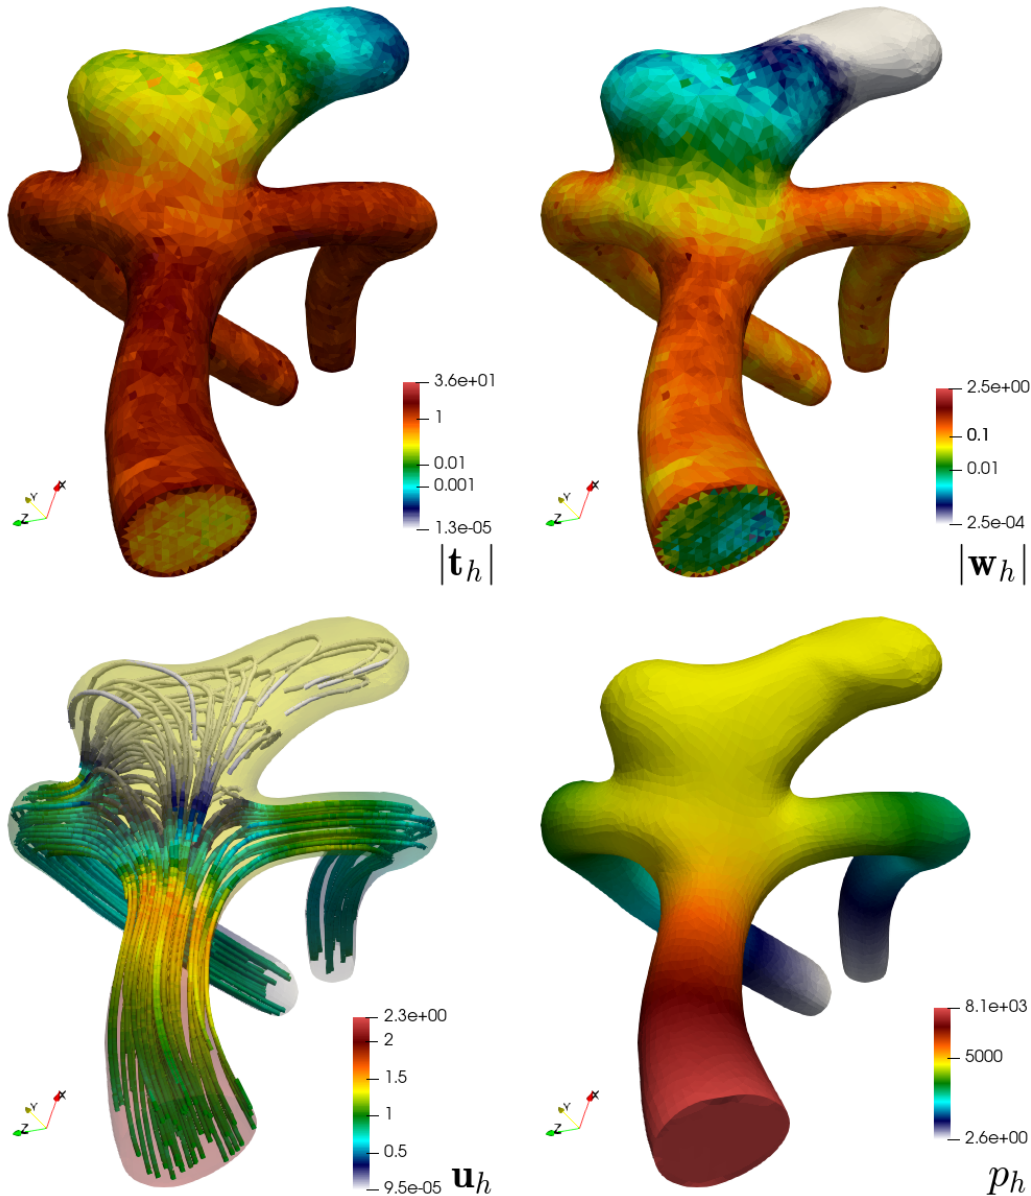 3.6e+01
1
0.01
0.001
1.3e-05
X
Y
Z
|t_h|
2.5e+00
0.1
0.01
2.5e-04
X
Y
Z
|w_h|
2.3e+00
2
1.5
1
0.5
9.5e-05
X
Y
Z
u_h
8.1e+03
5000
2.6e+00
X
Y
Z
p_h